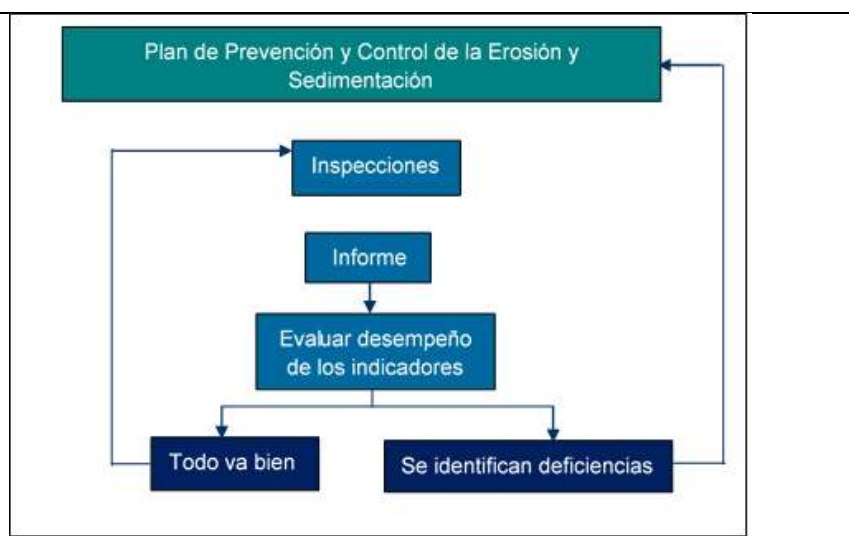 Plan de Prevención y Control de la Erosión y
Sedimentación
Inspecciones
Informe
Evaluar desempeño
de los indicadores
Todo va bien
Se identifican deficiencias